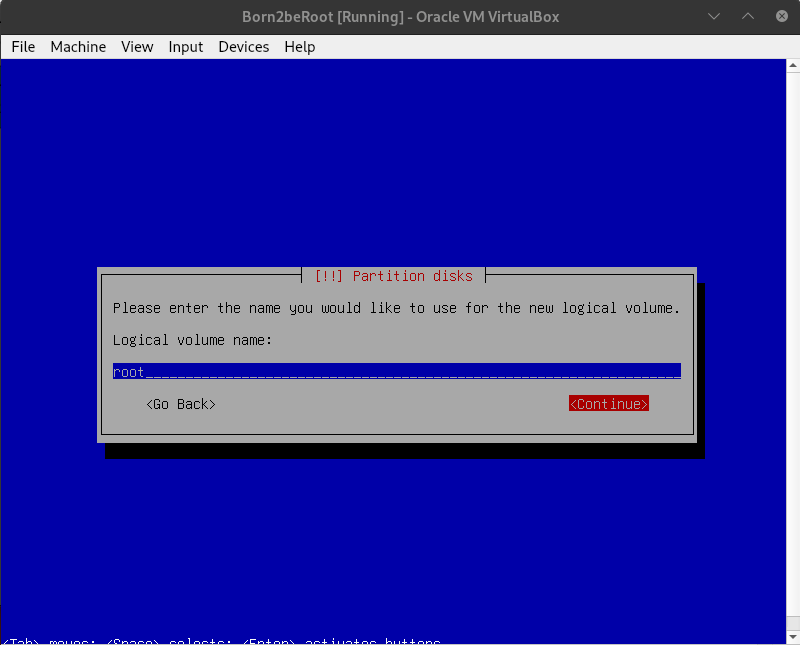 Born2beRoot [Running] - Oracle VM VirtualBox
File Machine View Input Devices Help
[!!] Partition disks
Please enter the name you would like to use for the new logical volume.
Logical volume name:
root_______________________________________________________________
<Go Back> <Continue>
<Tab> moves; <Space> selects; <Enter> activates buttons